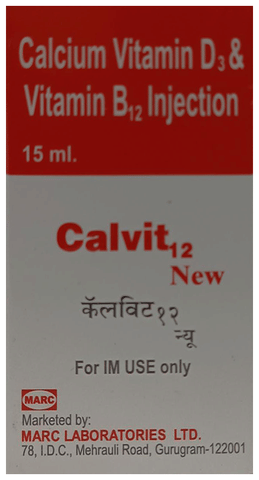 Calcium Vitamin D3 &
Vitamin B12 Injection
15 ml.
Calvit12
New
कॅलविट१२
न्यू
For IM USE only
MARC
Marketed by:
MARC LABORATORIES LTD.
78, I.D.C., Mehrauli Road, Gurugram-122001